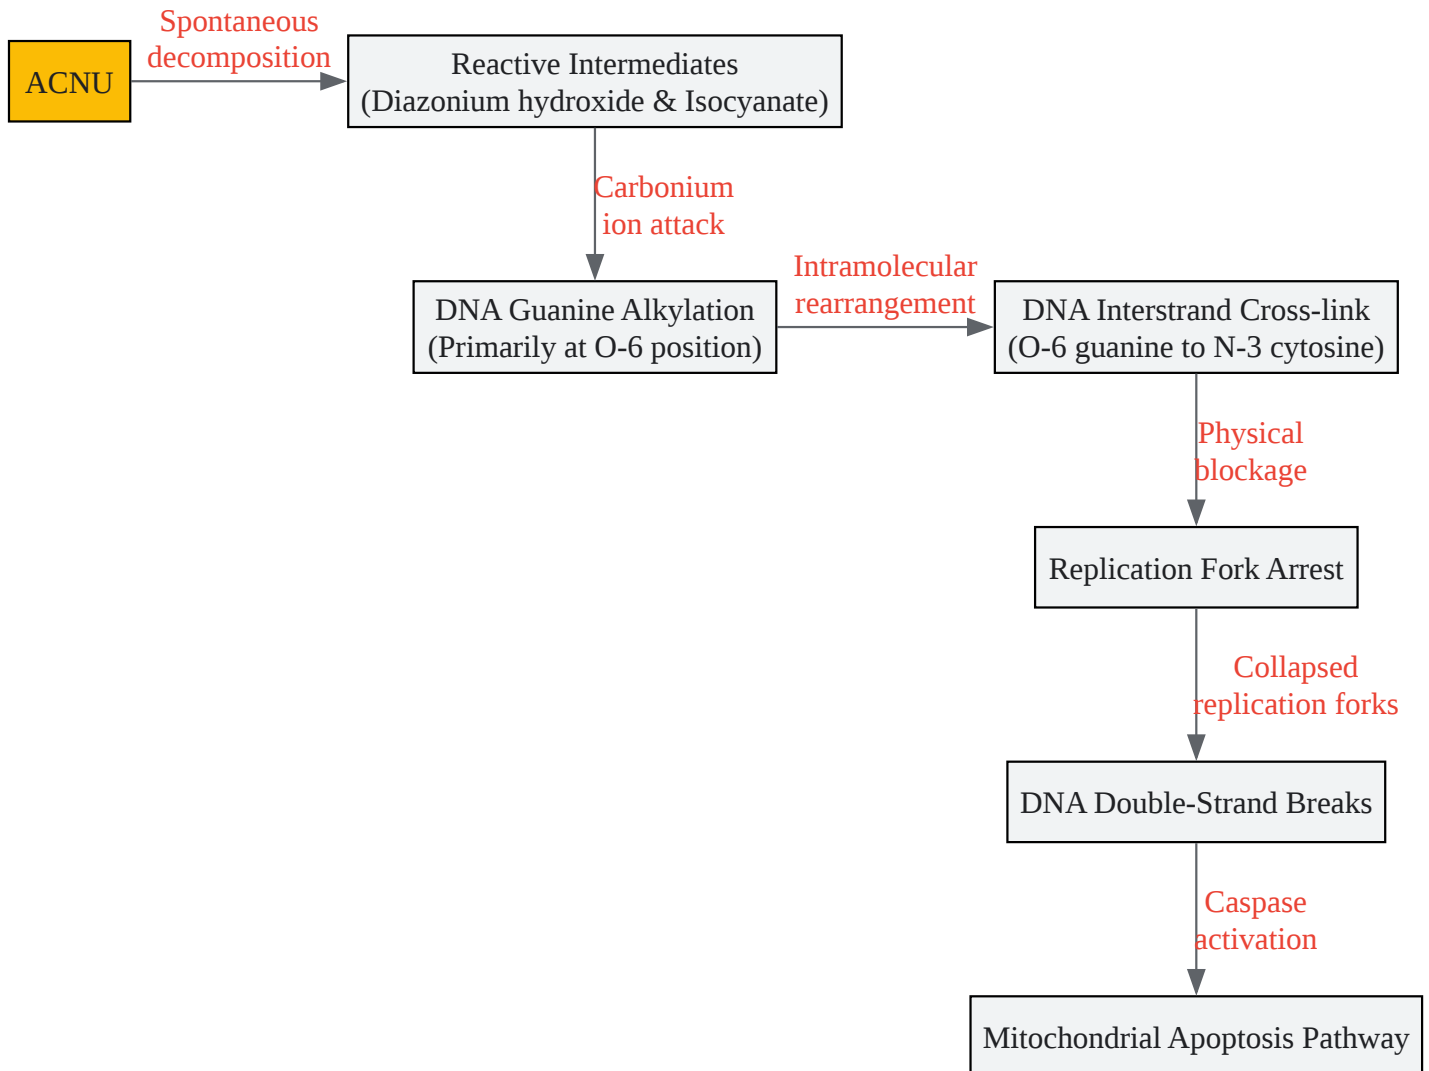 Spontaneous
decomposition
ACNU
Reactive Intermediates
(Diazonium hydroxide & Isocyanate)
Carbonium
ion attack
DNA Guanine Alkylation
(Primarily at O-6 position)
Intramolecular
rearrangement
DNA Interstrand Cross-link
(O-6 guanine to N-3 cytosine)
Physical
blockage
Replication Fork Arrest
Collapsed
replication forks
DNA Double-Strand Breaks
Caspase
activation
Mitochondrial Apoptosis Pathway